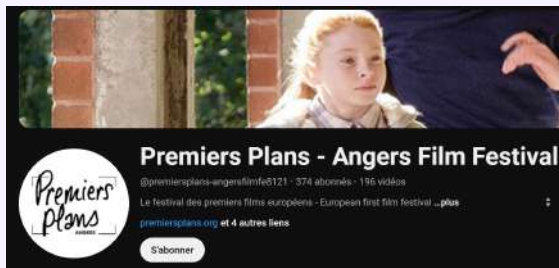 Premiers
plans
ANGERS
Premiers Plans - Angers Film Festival
@premiersplans-angersfilmfe8121 · 374 abonnés · 196 vidéos
Le festival des premiers films européens - European first film festival ...plus
premiersplans.org et 4 autres liens
S'abonner